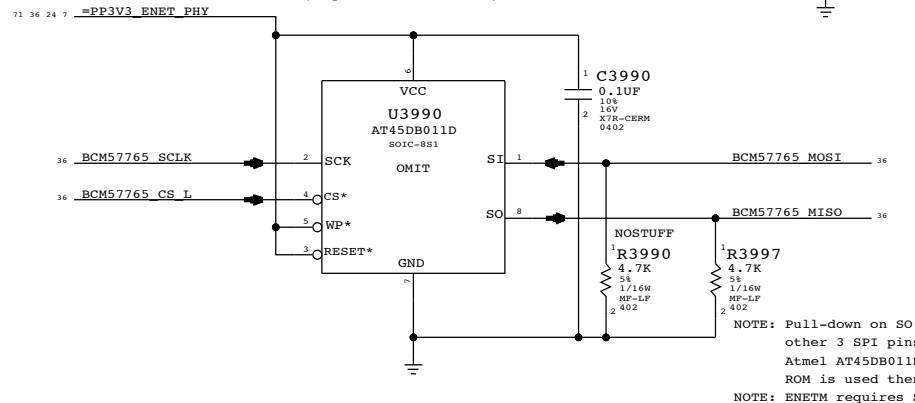 71 36 24 7 =PP3V3_ENET_PHY
6
VCC
U3990
AT45DB011D
SOIC-8S1
OMIT
1 C3990
0.1UF
10%
16V
2 X7R-CERM
0402
36 BCM57765_SCLK 2 SCK
SI 1 BCM57765_MOSI 36
36 BCM57765_CS_L 4 CS*
SO 8 BCM57765_MISO 36
5 WP*
3 RESET*
GND
7
NOSTUFF
1 R3990
4.7K
5%
1/16W
MF-LF
2 402
1 R3997
4.7K
5%
1/16W
MF-LF
2 402
NOTE: Pull-down on SO
other 3 SPI pins
Atmel AT45DB011D
ROM is used then
NOTE: ENETM requires